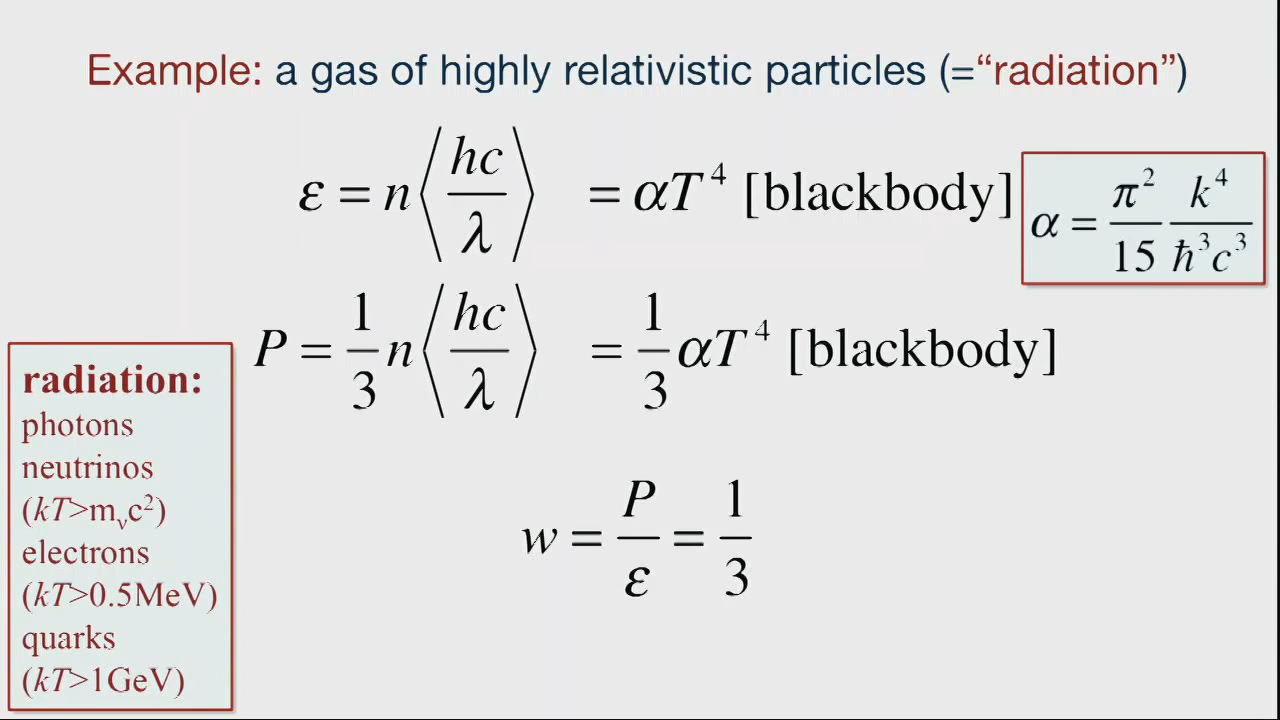 Example: a gas of highly relativistic particles (=“radiation”)
ε = n⟨hc/λ⟩ = αT⁴ [blackbody]
α = π²/15 k⁴/ħ³c³
P = 1/3 n⟨hc/λ⟩ = 1/3 αT⁴ [blackbody]
radiation:
photons
neutrinos
(kT>mᵥc²)
electrons
(kT>0.5MeV)
quarks
(kT>1GeV)
w = P/ε = 1/3